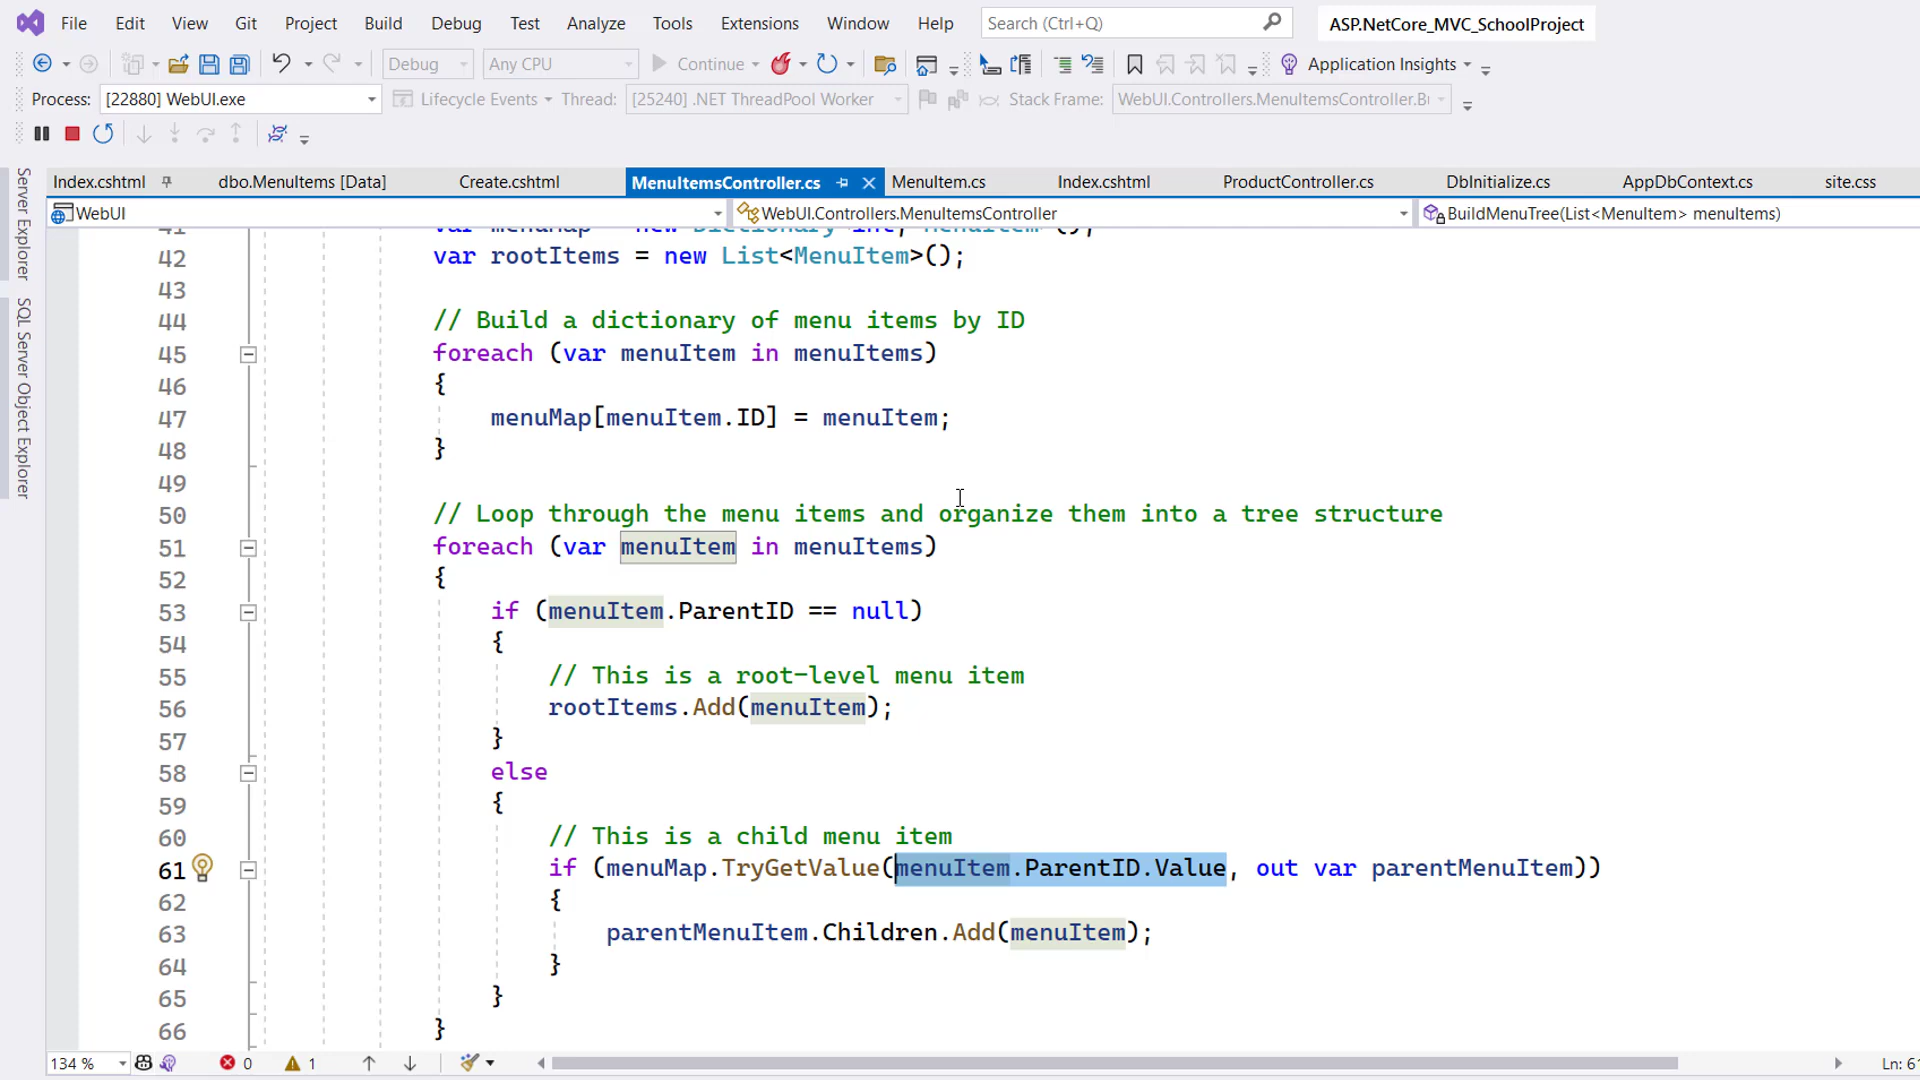 File Edit View Git Project Build Debug Test Analyze Tools Extensions Window Help Search (Ctrl+Q) ASP.NetCore_MVC_SchoolProject
Debug Any CPU Continue Application Insights
Process: [22880] WebUI.exe Lifecycle Events Thread: [25240] .NET ThreadPool Worker Stack Frame: WebUI.Controllers.MenuItemsController.B
Server Explorer
SQL Server Object Explorer
Index.cshtml dbo.MenuItems [Data] Create.cshtml MenuItemsController.cs MenuItem.cs Index.cshtml ProductController.cs DbInitialize.cs AppDbContext.cs site.css
WebUI WebUI.Controllers.MenuItemsController BuildMenuTree(List<MenuItem> menuItems)
41 var menuMap = new Dictionary<int, MenuItem>();
42 var rootItems = new List<MenuItem>();
43
44 // Build a dictionary of menu items by ID
45 foreach (var menuItem in menuItems)
46 {
47 menuMap[menuItem.ID] = menuItem;
48 }
49
50 // Loop through the menu items and organize them into a tree structure
51 foreach (var menuItem in menuItems)
52 {
53 if (menuItem.ParentID == null)
54 {
55 // This is a root-level menu item
56 rootItems.Add(menuItem);
57 }
58 else
59 {
60 // This is a child menu item
61 if (menuMap.TryGetValue(menuItem.ParentID.Value, out var parentMenuItem))
62 {
63 parentMenuItem.Children.Add(menuItem);
64 }
65 }
66 }
134 % 0 1 Ln: 61